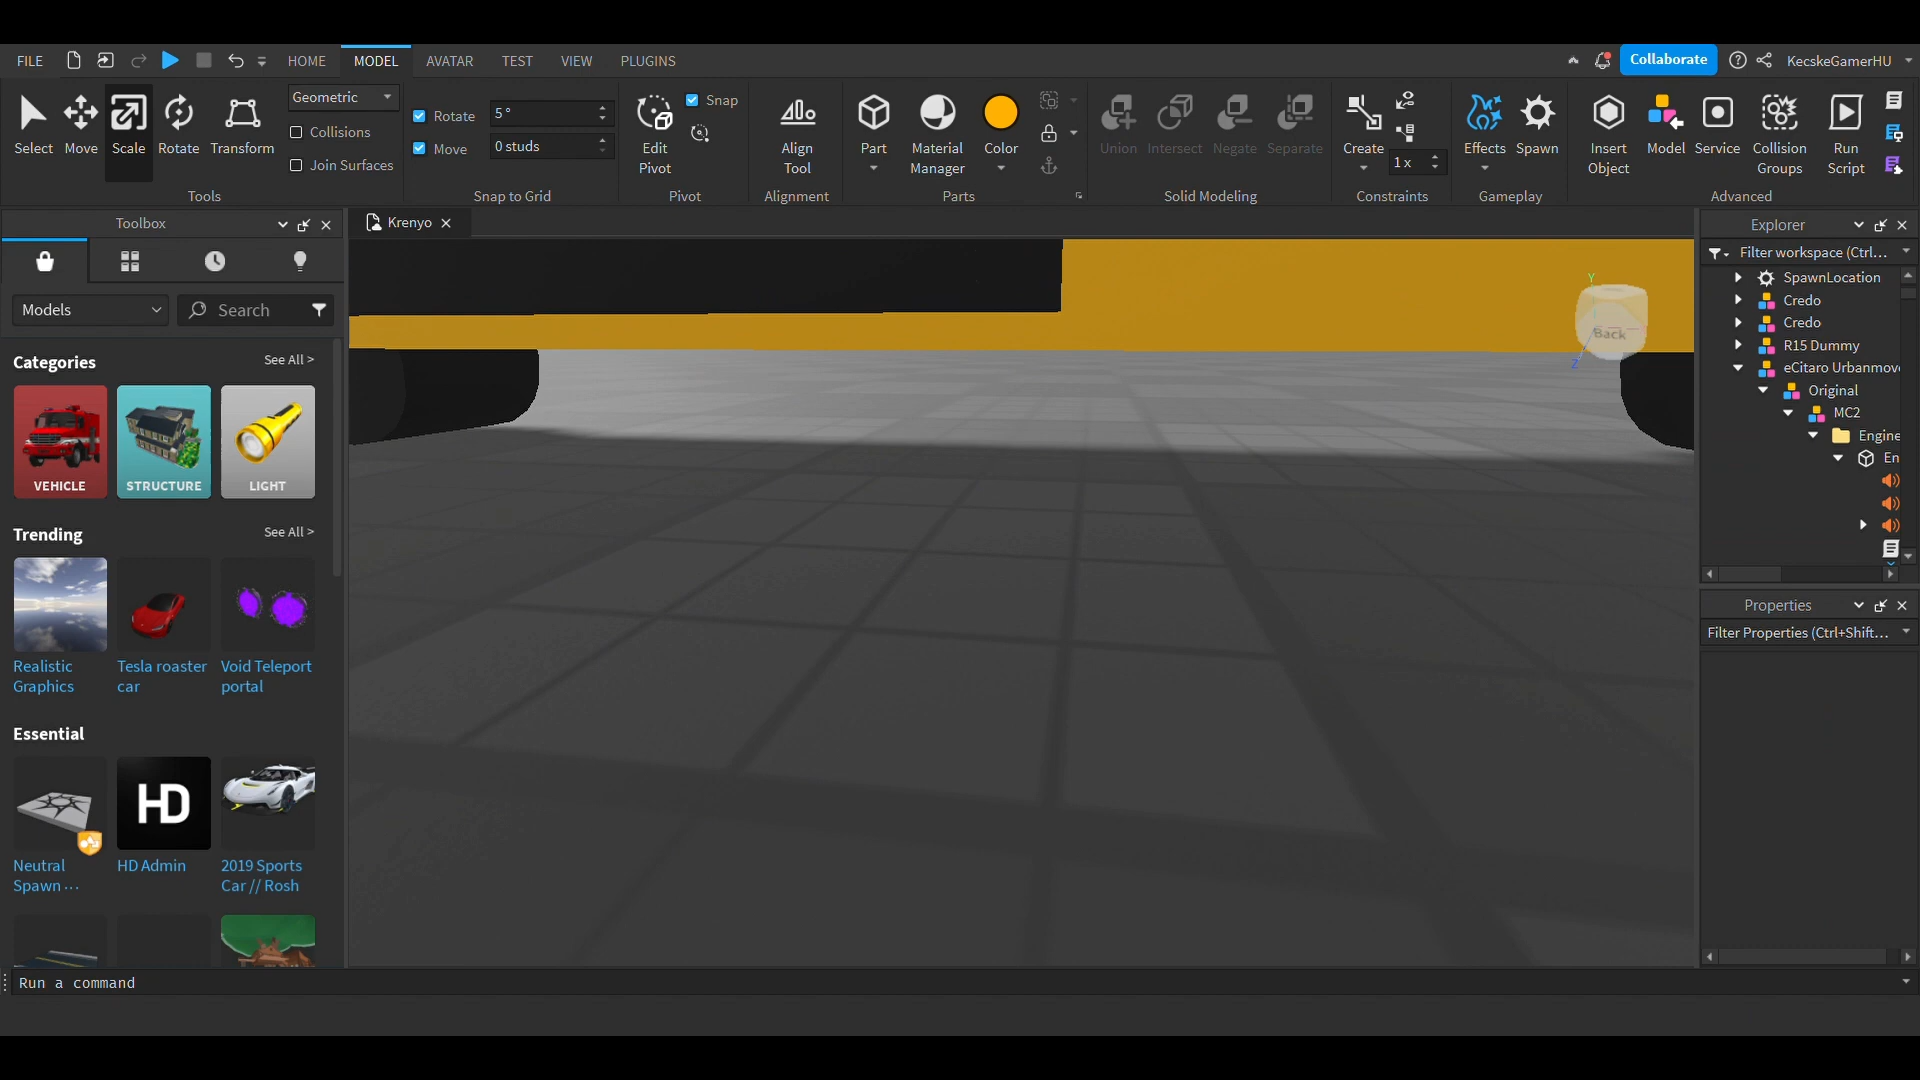 FILE HOME MODEL AVATAR TEST VIEW PLUGINS Collaborate KecskeGamerHU
Select Move Scale Rotate Transform
Geometric
Collisions
Join Surfaces
Tools
Rotate 5 °
Move 0 studs
Snap to Grid
Edit Pivot
Snap
Pivot
Align Tool
Alignment
Part
Material Manager
Color
Parts
Union Intersect Negate Separate
Solid Modeling
Create
1 x
Constraints
Effects Spawn
Gameplay
Insert Object
Model
Service
Collision Groups
Run Script
Advanced
Toolbox
Models
Search
Categories See All >
VEHICLE STRUCTURE LIGHT
Trending See All >
Realistic Graphics
Tesla roaster car
Void Teleport portal
Essential
HD
Neutral Spawn ...
HD Admin
2019 Sports Car // Rosh
Krenyo
Y
Back
Z
Explorer
Filter workspace (Ctrl...
SpawnLocation
Credo
Credo
R15 Dummy
eCitaro Urbanmov
Original
MC2
Engine
En
Properties
Filter Properties (Ctrl+Shift...
Run a command